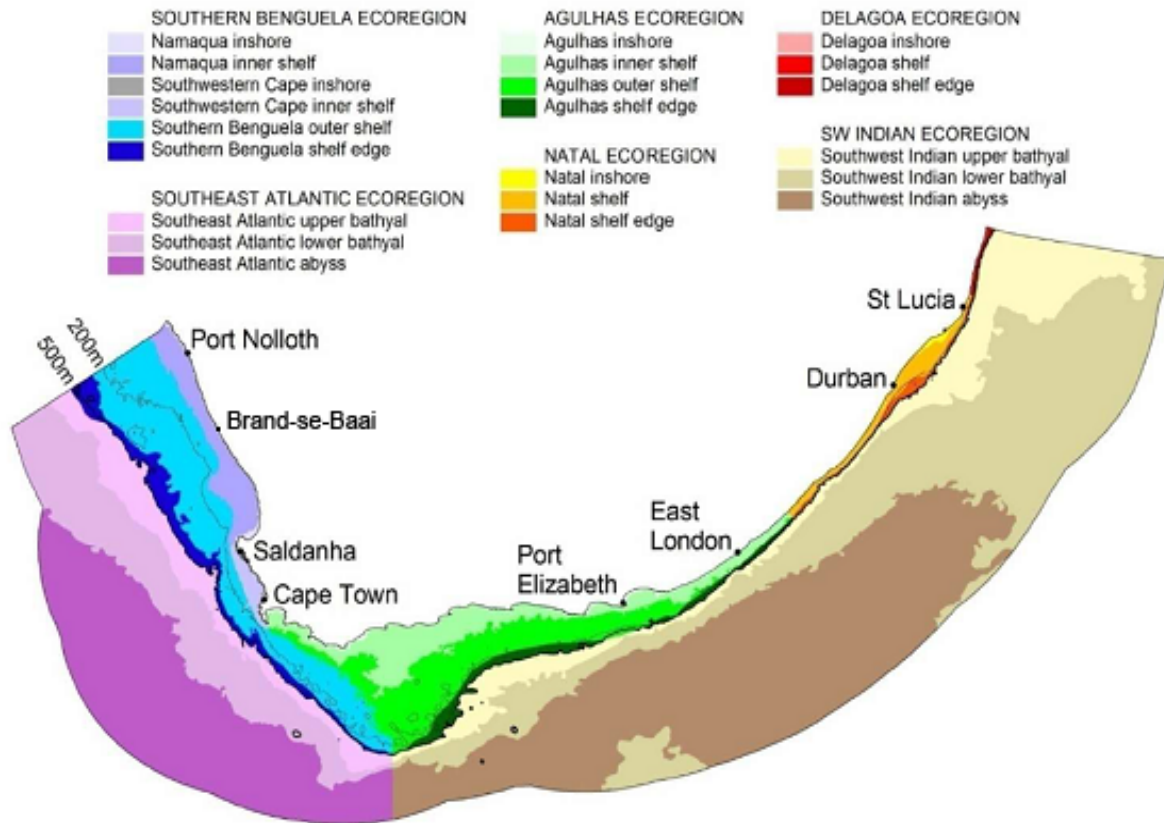 SOUTHERN BENGUELA ECOREGION
Namaqua inshore
Namaqua inner shelf
Southwestern Cape inshore
Southwestern Cape inner shelf
Southern Benguela outer shelf
Southern Benguela shelf edge
SOUTHEAST ATLANTIC ECOREGION
Southeast Atlantic upper bathyal
Southeast Atlantic lower bathyal
Southeast Atlantic abyss
AGULHAS ECOREGION
Agulhas inshore
Agulhas inner shelf
Agulhas outer shelf
Agulhas shelf edge
NATAL ECOREGION
Natal inshore
Natal shelf
Natal shelf edge
DELAGOA ECOREGION
Delagoa inshore
Delagoa shelf
Delagoa shelf edge
SW INDIAN ECOREGION
Southwest Indian upper bathyal
Southwest Indian lower bathyal
Southwest Indian abyss
200m
500m
Port Nolloth
Brand-se-Baai
Saldanha
Cape Town
Port
Elizabeth
East
London
Durban
St Lucia